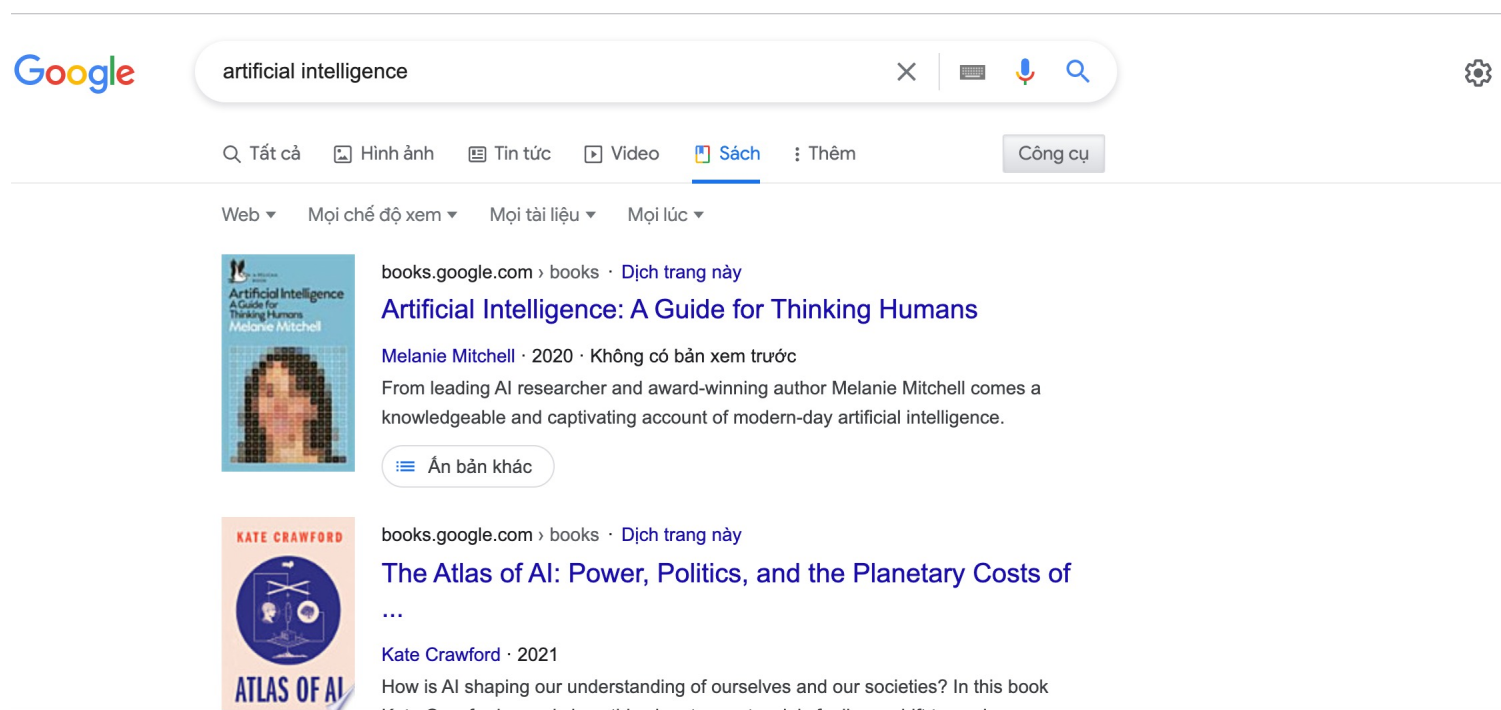 Google
artificial intelligence
Tất cả Hình ảnh Tin tức Video Sách Thêm Công cụ
Web Mọi chế độ xem Mọi tài liệu Mọi lúc
Artificial Intelligence
A Guide for
Thinking Humans
Melanie Mitchell
books.google.com › books · Dịch trang này
Artificial Intelligence: A Guide for Thinking Humans
Melanie Mitchell · 2020 · Không có bản xem trước
From leading AI researcher and award-winning author Melanie Mitchell comes a
knowledgeable and captivating account of modern-day artificial intelligence.
Ấn bản khác
KATE CRAWFORD
ATLAS OF AI
books.google.com › books · Dịch trang này
The Atlas of AI: Power, Politics, and the Planetary Costs of
...
Kate Crawford · 2021
How is AI shaping our understanding of ourselves and our societies? In this book